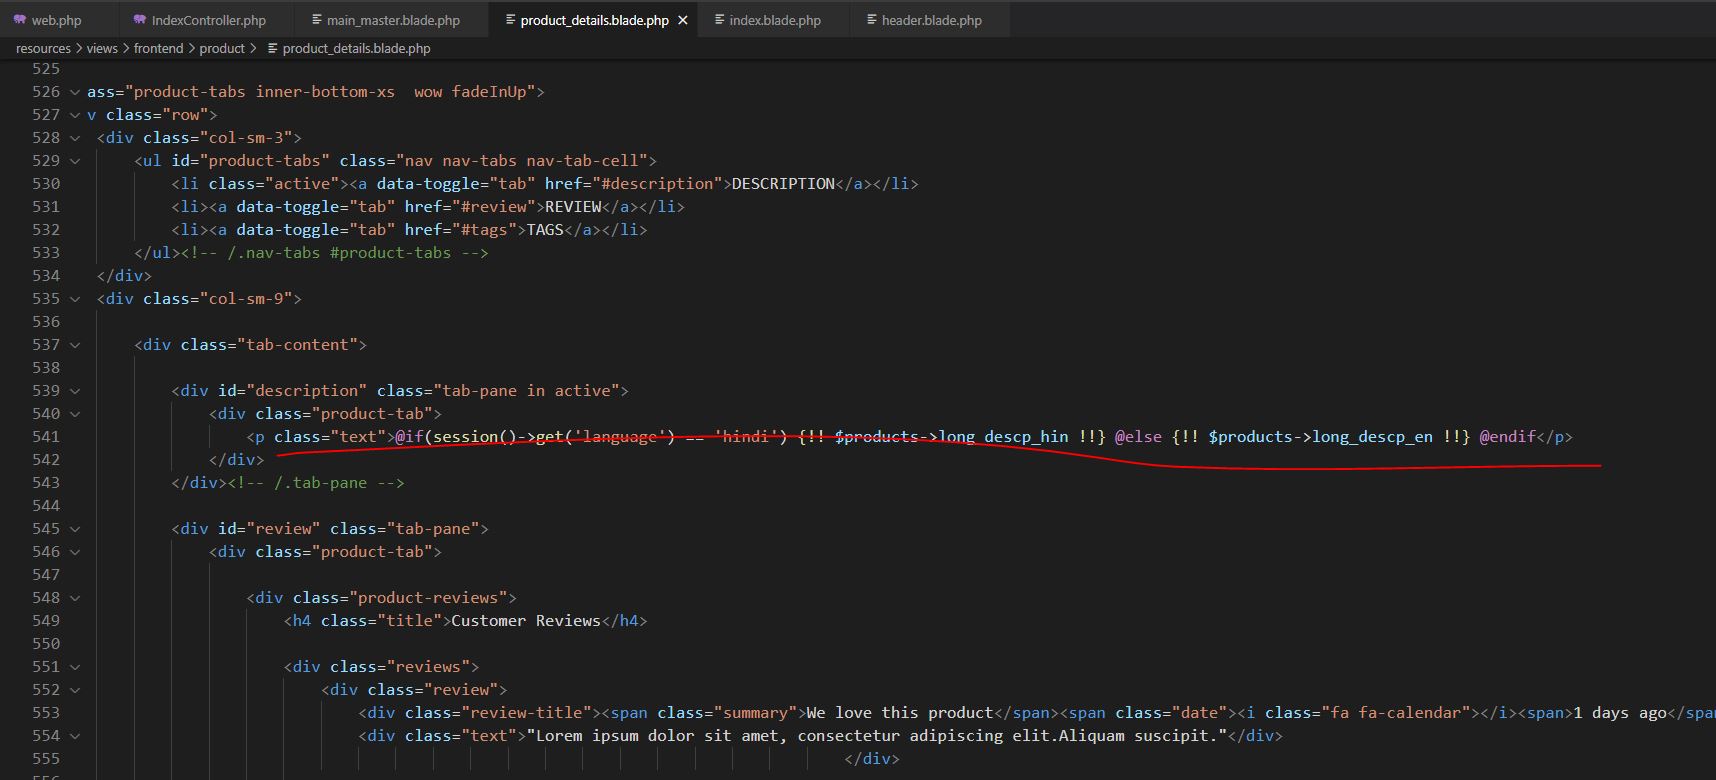 web.php IndexController.php main_master.blade.php product_details.blade.php index.blade.php header.blade.php
resources > views > frontend > product > product_details.blade.php
525
526 ass="product-tabs inner-bottom-xs  wow fadeInUp">
527 v class="row">
528 <div class="col-sm-3">
529 <ul id="product-tabs" class="nav nav-tabs nav-tab-cell">
530 <li class="active"><a data-toggle="tab" href="#description">DESCRIPTION</a></li>
531 <li><a data-toggle="tab" href="#review">REVIEW</a></li>
532 <li><a data-toggle="tab" href="#tags">TAGS</a></li>
533 </ul><!-- /.nav-tabs #product-tabs -->
534 </div>
535 <div class="col-sm-9">
536
537 <div class="tab-content">
538
539 <div id="description" class="tab-pane in active">
540 <div class="product-tab">
541 <p class="text">@if(session()->get('language') == 'hindi') {!! $products->long_descp_hin !!} @else {!! $products->long_descp_en !!} @endif</p>
542 </div>
543 </div><!-- /.tab-pane -->
544
545 <div id="review" class="tab-pane">
546 <div class="product-tab">
547
548 <div class="product-reviews">
549 <h4 class="title">Customer Reviews</h4>
550
551 <div class="reviews">
552 <div class="review">
553 <div class="review-title"><span class="summary">We love this product</span><span class="date"><i class="fa fa-calendar"></i><span>1 days ago</span
554 <div class="text">"Lorem ipsum dolor sit amet, consectetur adipiscing elit.Aliquam suscipit."</div>
555 </div>